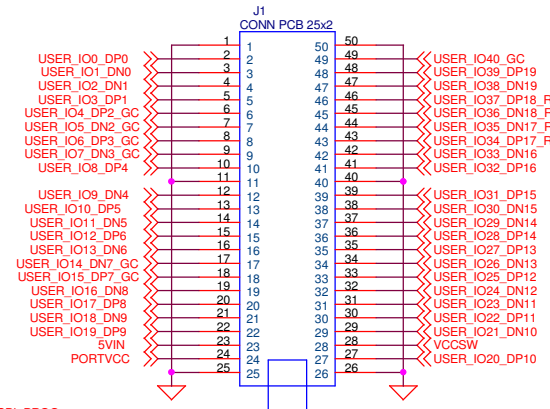 J1
CONN PCB 25x2
1 1 50 50
USER_IO0_DP0 2 2 49 49 USER_IO40_GC
USER_IO1_DN0 3 3 48 48 USER_IO39_DP19
USER_IO2_DN1 4 4 47 47 USER_IO38_DN19
USER_IO3_DP1 5 5 46 46 USER_IO37_DP18_R
USER_IO4_DP2_GC 6 6 45 45 USER_IO36_DN18_R
USER_IO5_DN2_GC 7 7 44 44 USER_IO35_DN17_R
USER_IO6_DP3_GC 8 8 43 43 USER_IO34_DP17_R
USER_IO7_DN3_GC 9 9 42 42 USER_IO33_DN16
USER_IO8_DP4 10 10 41 41 USER_IO32_DP16
11 11 40 40
USER_IO9_DN4 12 12 39 39 USER_IO31_DP15
USER_IO10_DP5 13 13 38 38 USER_IO30_DN15
USER_IO11_DN5 14 14 37 37 USER_IO29_DN14
USER_IO12_DP6 15 15 36 36 USER_IO28_DP14
USER_IO13_DN6 16 16 35 35 USER_IO27_DP13
USER_IO14_DN7_GC 17 17 34 34 USER_IO26_DN13
USER_IO15_DP7_GC 18 18 33 33 USER_IO25_DP12
USER_IO16_DN8 19 19 32 32 USER_IO24_DN12
USER_IO17_DP8 20 20 31 31 USER_IO23_DN11
USER_IO18_DN9 21 21 30 30 USER_IO22_DP11
USER_IO19_DP9 22 22 29 29 USER_IO21_DN10
5VIN 23 23 28 28 VCCSW
PORTVCC 24 24 27 27 USER_IO20_DP10
25 25 26 26